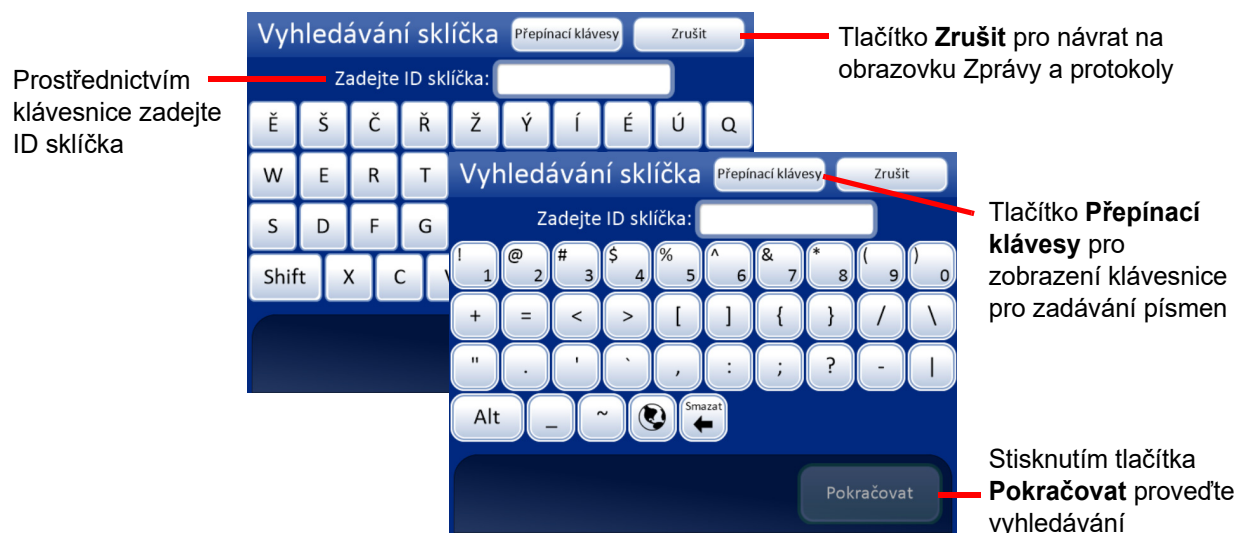 Prostřednictvím
klávesnice zadejte
ID sklíčka
Vyhledávání sklíčka Přepínací klávesy Zrušit
Zadejte ID sklíčka:
Ě Š Č Ř Ž Ý Í É Ú Q
W E R T
S D F G
Shift X C
Tlačítko Zrušit pro návrat na
obrazovku Zprávy a protokoly
Vyhledávání sklíčka Přepínací klávesy Zrušit
Zadejte ID sklíčka:
! 1 @ 2 # 3 $ 4 % 5 ^ 6 & 7 * 8 ( 9 ) 0
+ = < > [ ] { } / \
" . ' ` , : ; ? - |
Alt _ ~ Smazat
Pokračovat
Tlačítko Přepínací
klávesy pro
zobrazení klávesnice
pro zadávání písmen
Stisknutím tlačítka
Pokračovat proveďte
vyhledávání